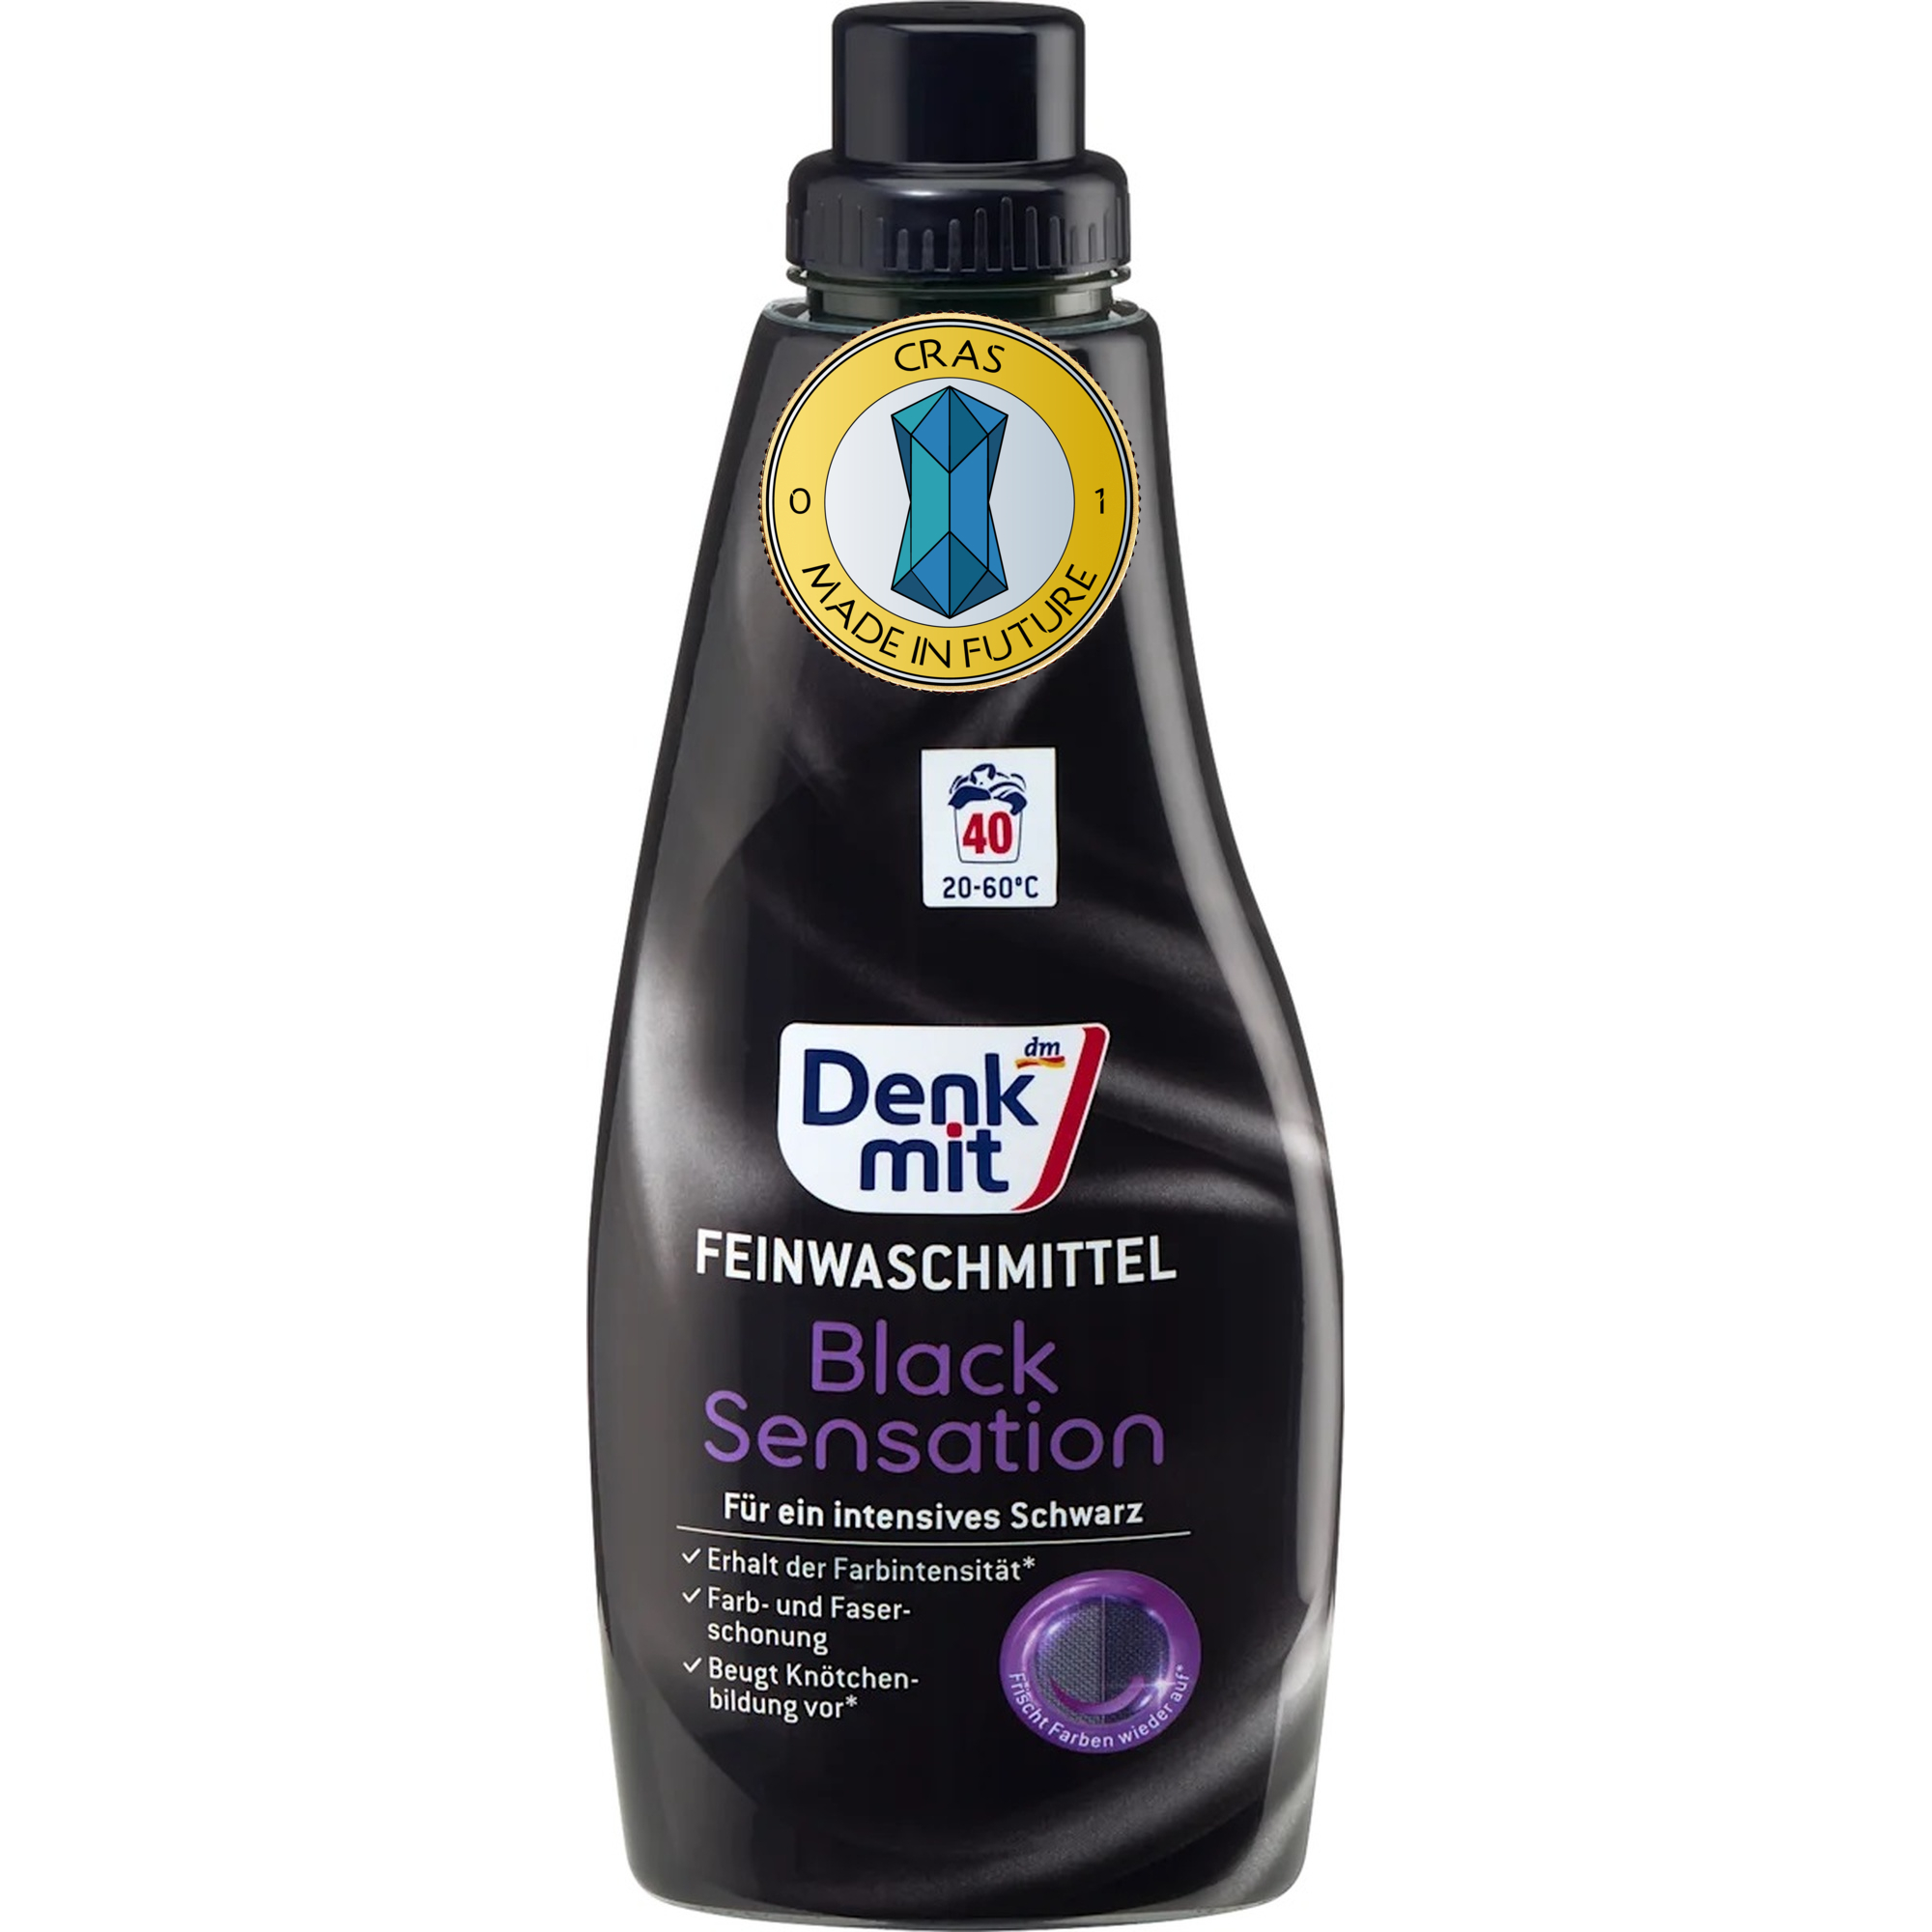 CRAS
0 1
MADE IN FUTURE
40
20-60°C
dm
Denk
mit
FEINWASCHMITTEL
Black
Sensation
Für ein intensives Schwarz
Erhalt der Farbintensität*
Farb- und Faser-
schonung
Beugt Knötchen-
bildung vor*
Frischt Farben wieder auf*